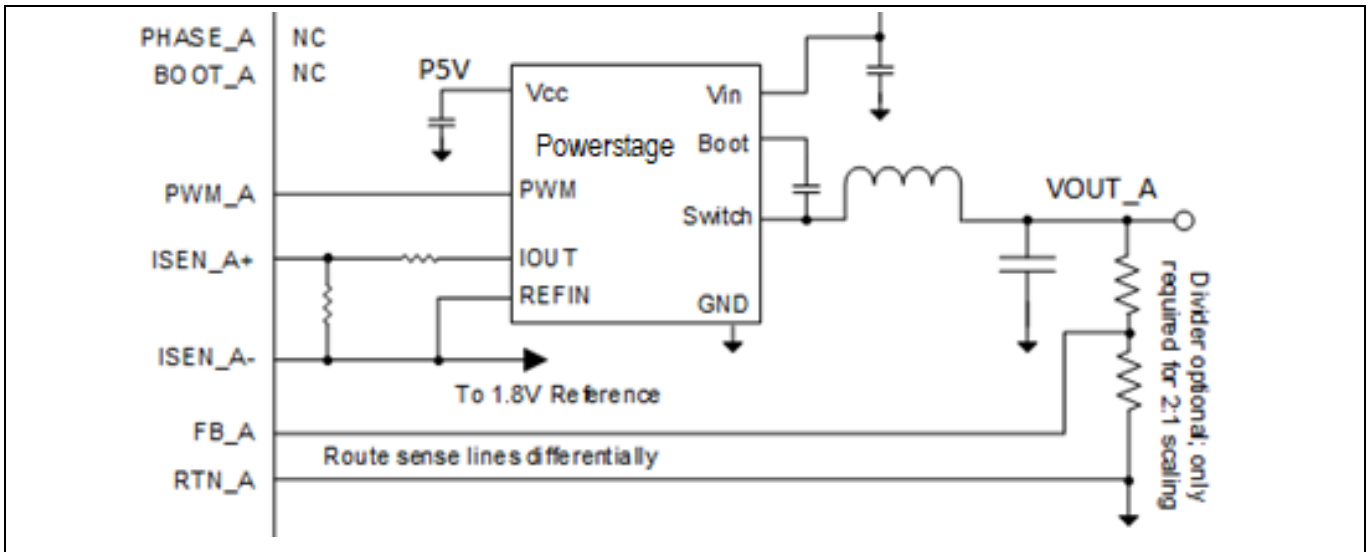 PHASE_A NC
BOOT_A NC
P5V
Vcc
Vin
Powerstage
Boot
PWM_A
PWM
Switch
VOUT_A
ISEN_A+
IOUT
REFIN
GND
ISEN_A-
To 1.8V Reference
FB_A
Route sense lines differentially
RTN_A
Divider optional; only
required for 2:1 scaling